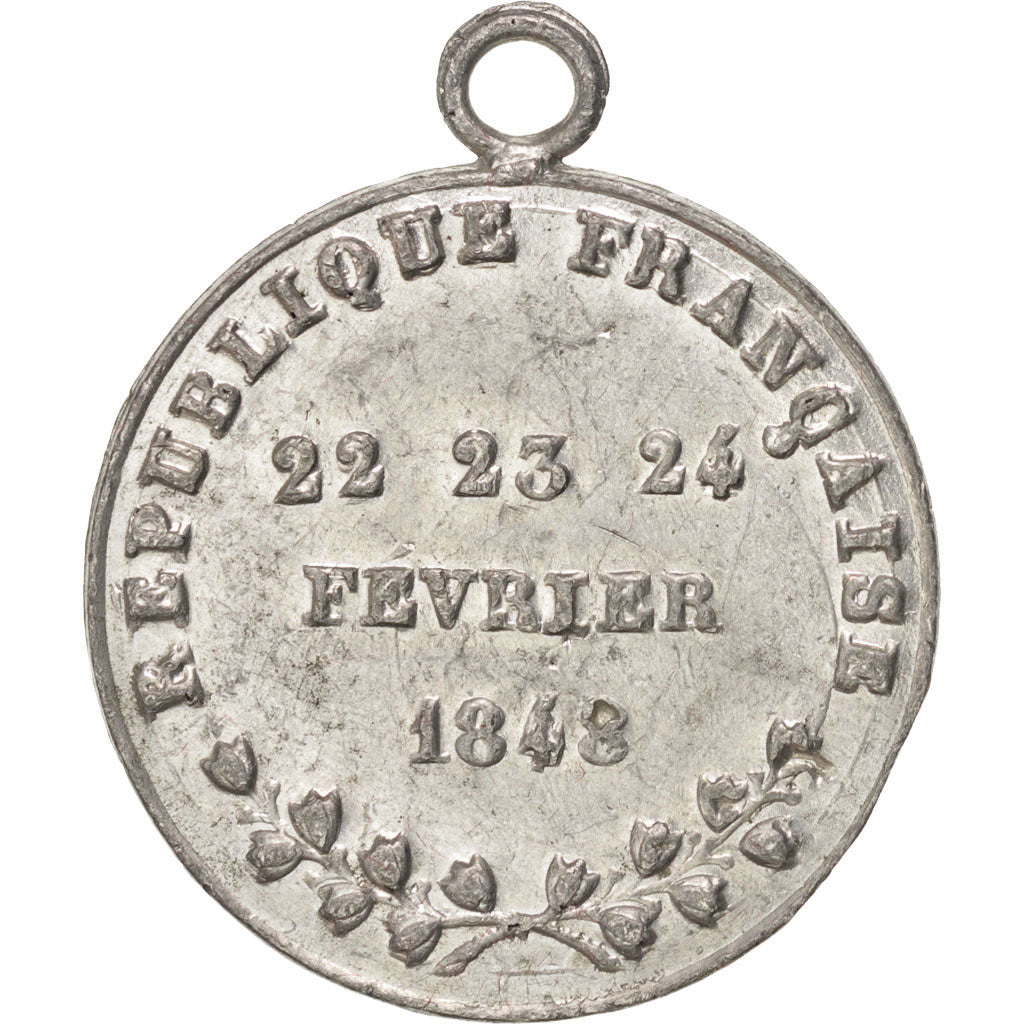 REPUBLIQUE FRANÇAISE
22 23 24
FÉVRIER
1848